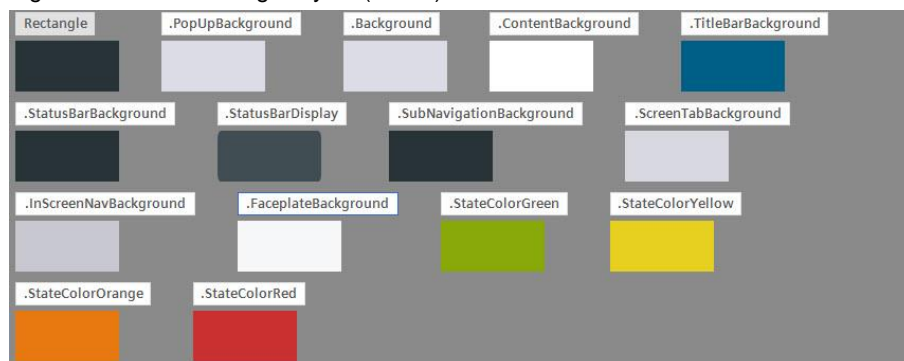 Rectangle .PopUpBackground .Background .ContentBackground .TitleBarBackground
.StatusBarBackground .StatusBarDisplay .SubNavigationBackground .ScreenTabBackground
.InScreenNavBackground .FaceplateBackground .StateColorGreen .StateColorYellow
.StateColorOrange .StateColorRed